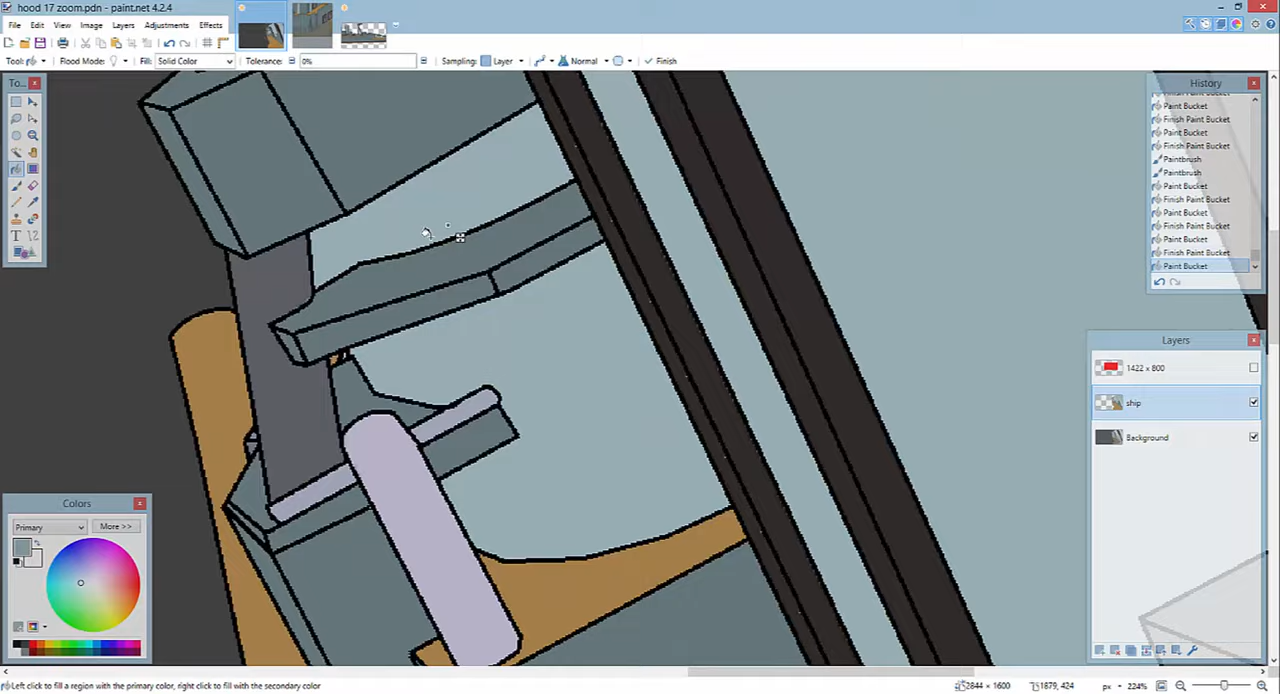 hood 17 zoom.pdn - paint.net 4.2.4
File Edit View Image Layers Adjustments Effects
Tool: Flood Mode: Fill: Solid Color Tolerance: 0% Sampling: Layer Normal Finish
To...
History
Finish Paint Bucket
Paint Bucket
Finish Paint Bucket
Paint Bucket
Finish Paint Bucket
Paintbrush
Paintbrush
Paint Bucket
Finish Paint Bucket
Paint Bucket
Finish Paint Bucket
Paint Bucket
Finish Paint Bucket
Paint Bucket
Layers
1422 x 800
ship
Background
Colors
Primary More >>
Left click to fill a region with the primary color, right click to fill with the secondary color
2844 × 1600 1879, 424 px 224%